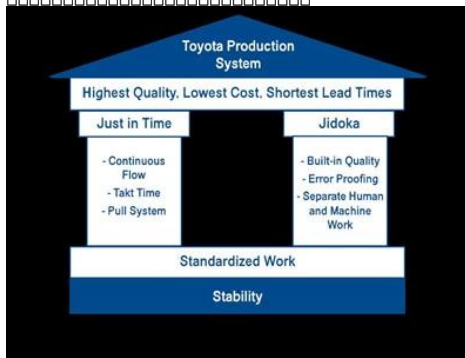 Toyota Production
System
Highest Quality, Lowest Cost, Shortest Lead Times
Just in Time
- Continuous
Flow
- Takt Time
- Pull System
Jidoka
- Built-in Quality
- Error Proofing
- Separate Human
and Machine
Work
Standardized Work
Stability